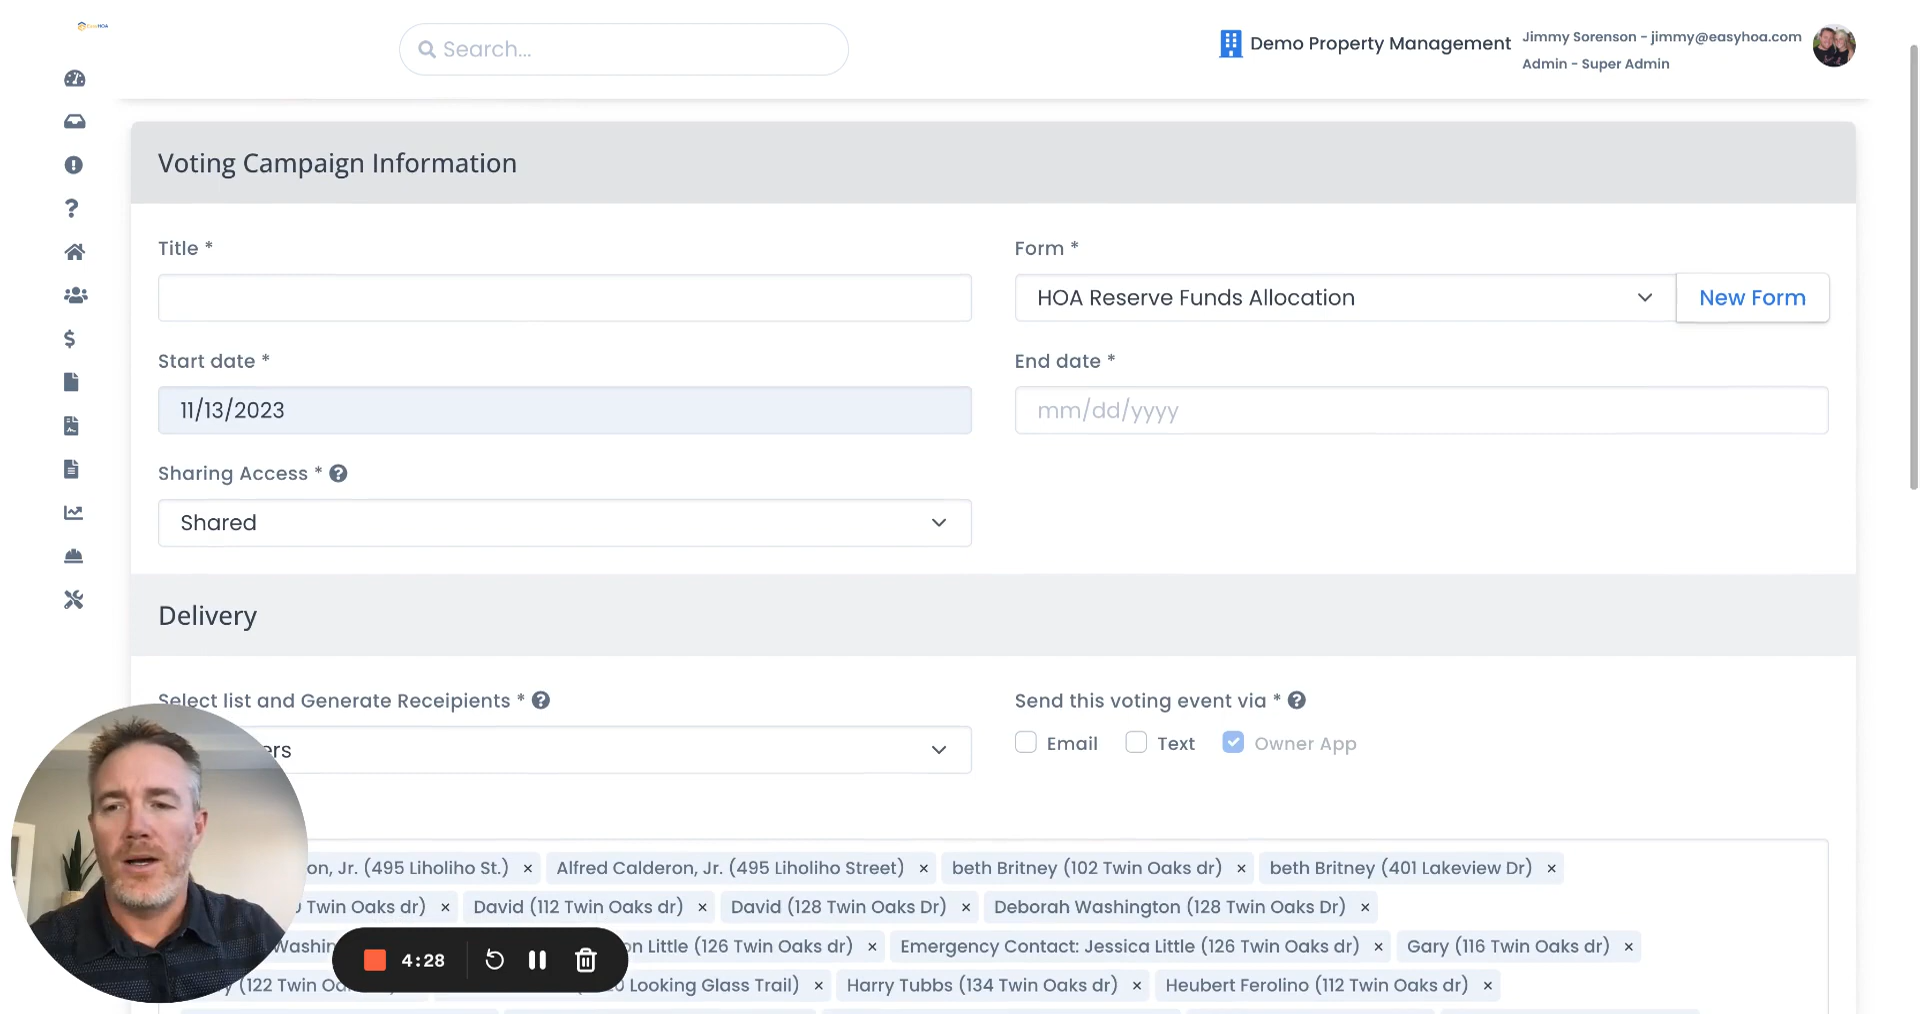 HOA
Search...
Demo Property Management
Jimmy Sorenson - jimmy@easyhoa.com
Admin - Super Admin
Voting Campaign Information
Title *
Form *
HOA Reserve Funds Allocation
New Form
Start date *
End date *
11/13/2023
mm/dd/yyyy
Sharing Access *
Shared
Delivery
Select list and Generate Receipients *
Send this voting event via *
Email
Text
Owner App
on, Jr. (495 Liholiho St.) ×
Alfred Calderon, Jr. (495 Liholiho Street) ×
beth Britney (102 Twin Oaks dr) ×
beth Britney (401 Lakeview Dr) ×
Twin Oaks dr) ×
David (112 Twin Oaks dr) ×
David (128 Twin Oaks Dr) ×
Deborah Washington (128 Twin Oaks Dr) ×
on Little (126 Twin Oaks dr) ×
Emergency Contact: Jessica Little (126 Twin Oaks dr) ×
Gary (116 Twin Oaks dr) ×
4:28
(122 Twin
Looking Glass Trail) ×
Harry Tubbs (134 Twin Oaks dr) ×
Heubert Ferolino (112 Twin Oaks dr) ×